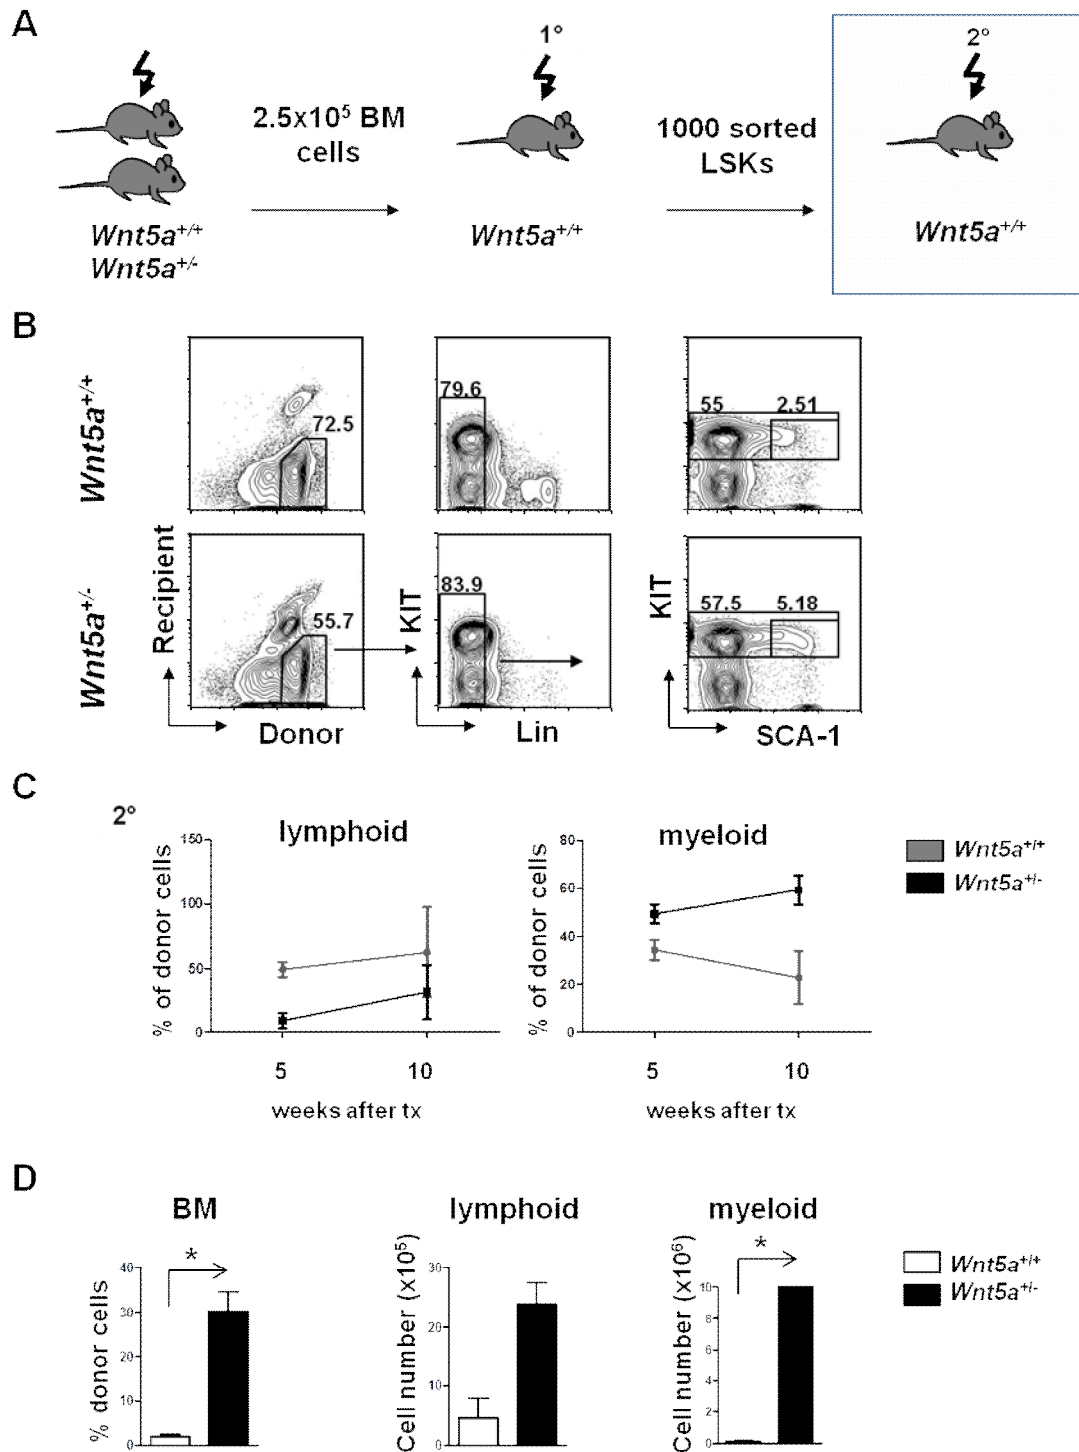 A
1°
2°
2.5x10⁵ BM
cells
1000 sorted
LSKs
Wnt5a+/+
Wnt5a+/-
Wnt5a+/+
Wnt5a+/+
B
Wnt5a+/+
72.5
79.6
55 2.51
Wnt5a+/-
Recipient
55.7
KIT
83.9
KIT
57.5 5.18
Donor
Lin
SCA-1
C
2°
lymphoid
% of donor cells
150
100
50
0
5 10
weeks after tx
myeloid
% of donor cells
80
60
40
20
0
5 10
weeks after tx
Wnt5a+/+
Wnt5a+/-
D
BM
*
% donor cells
40
30
20
10
0
lymphoid
Cell number (x10⁵)
30
20
10
0
myeloid
*
Cell number (x10⁶)
10
8
6
4
2
0
Wnt5a+/+
Wnt5a+/-